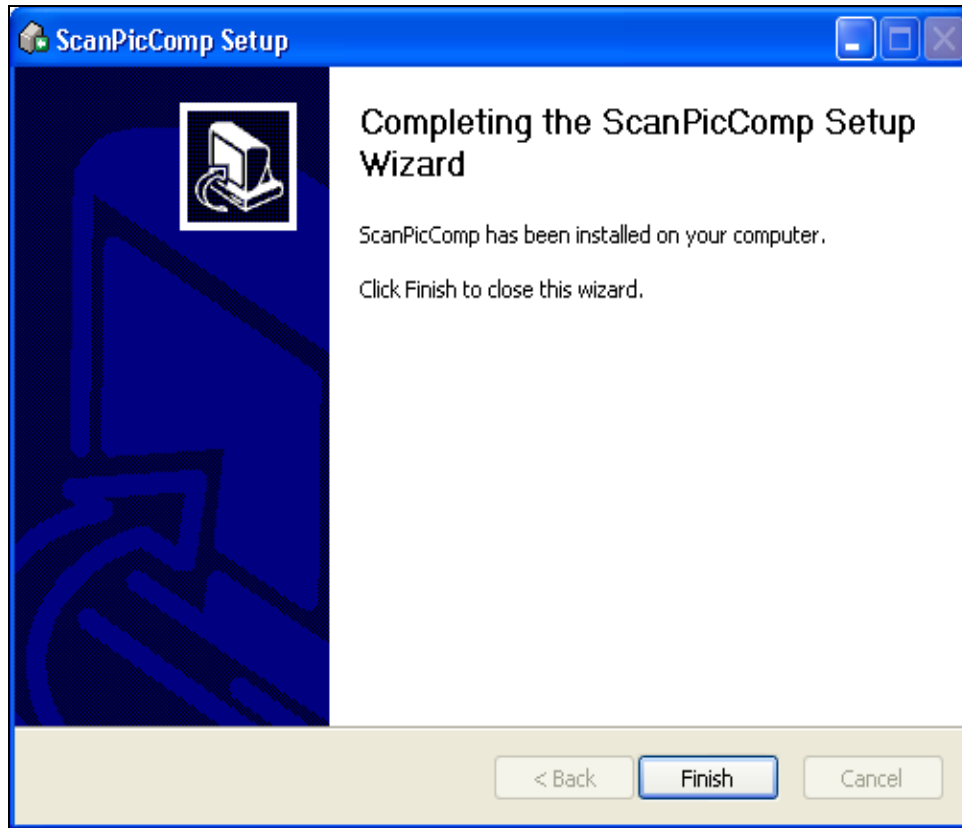 ScanPicComp Setup
Completing the ScanPicComp Setup
Wizard
ScanPicComp has been installed on your computer.
Click Finish to close this wizard.
< Back
Finish
Cancel